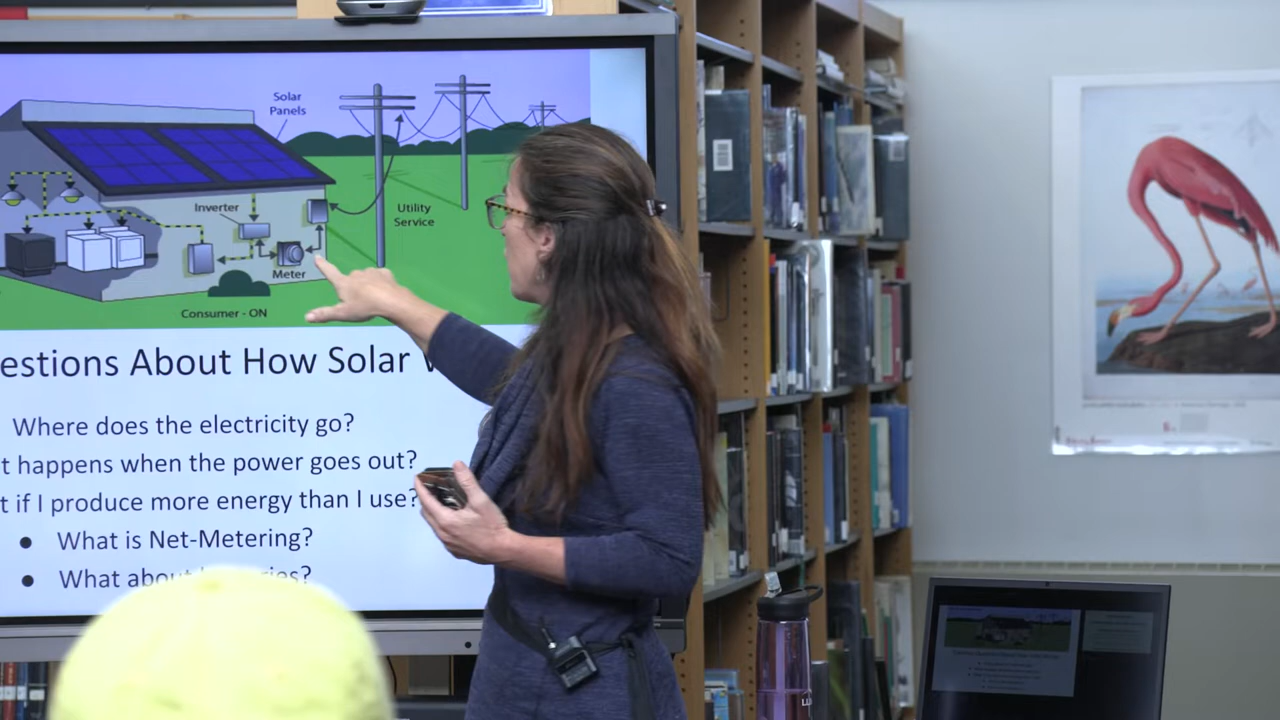 Solar
Panels
Inverter
Utility
Service
Meter
Consumer - ON
estions About How Solar
Where does the electricity go?
t happens when the power goes out?
t if I produce more energy than I use?
● What is Net-Metering?
● What about